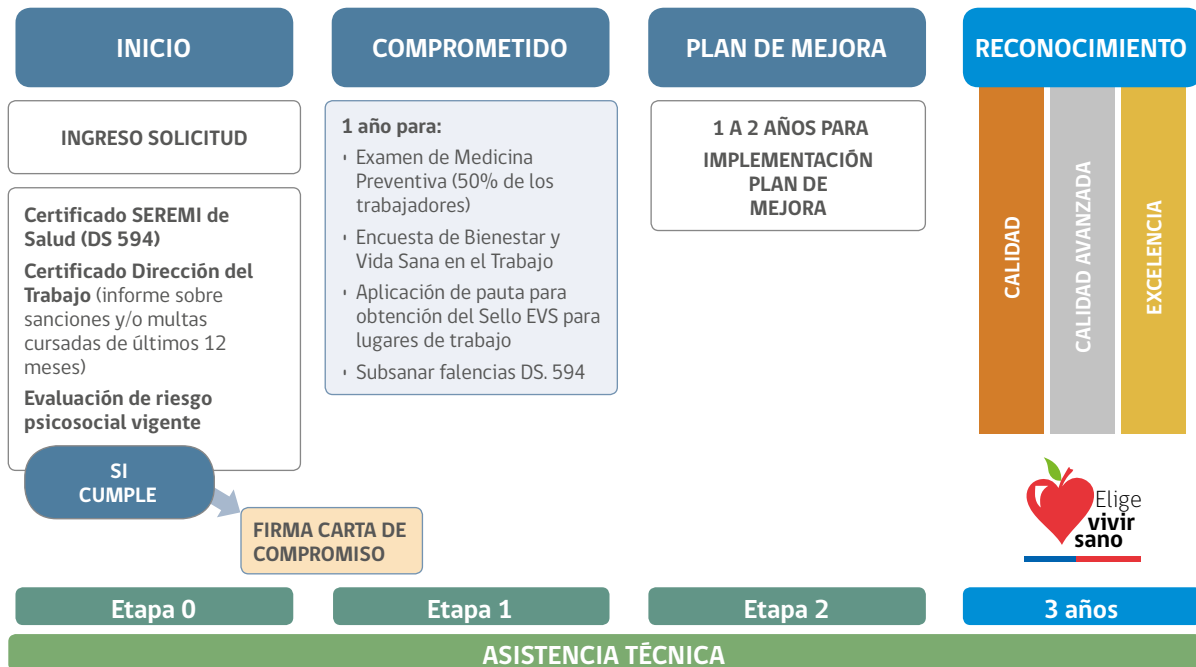 INICIO
INGRESO SOLICITUD
Certificado SEREMI de
Salud (DS 594)
Certificado Dirección del
Trabajo (informe sobre
sanciones y/o multas
cursadas de últimos 12
meses)
Evaluación de riesgo
psicosocial vigente
SI
CUMPLE
FIRMA CARTA DE
COMPROMISO
Etapa 0
COMPROMETIDO
1 año para:
· Examen de Medicina
Preventiva (50% de los
trabajadores)
· Encuesta de Bienestar y
Vida Sana en el Trabajo
· Aplicación de pauta para
obtención del Sello EVS para
lugares de trabajo
· Subsanar falencias DS. 594
Etapa 1
PLAN DE MEJORA
1 A 2 AÑOS PARA
IMPLEMENTACIÓN
PLAN DE
MEJORA
Etapa 2
RECONOCIMIENTO
CALIDAD
CALIDAD AVANZADA
EXCELENCIA
Elige
vivir
sano
3 años
ASISTENCIA TÉCNICA